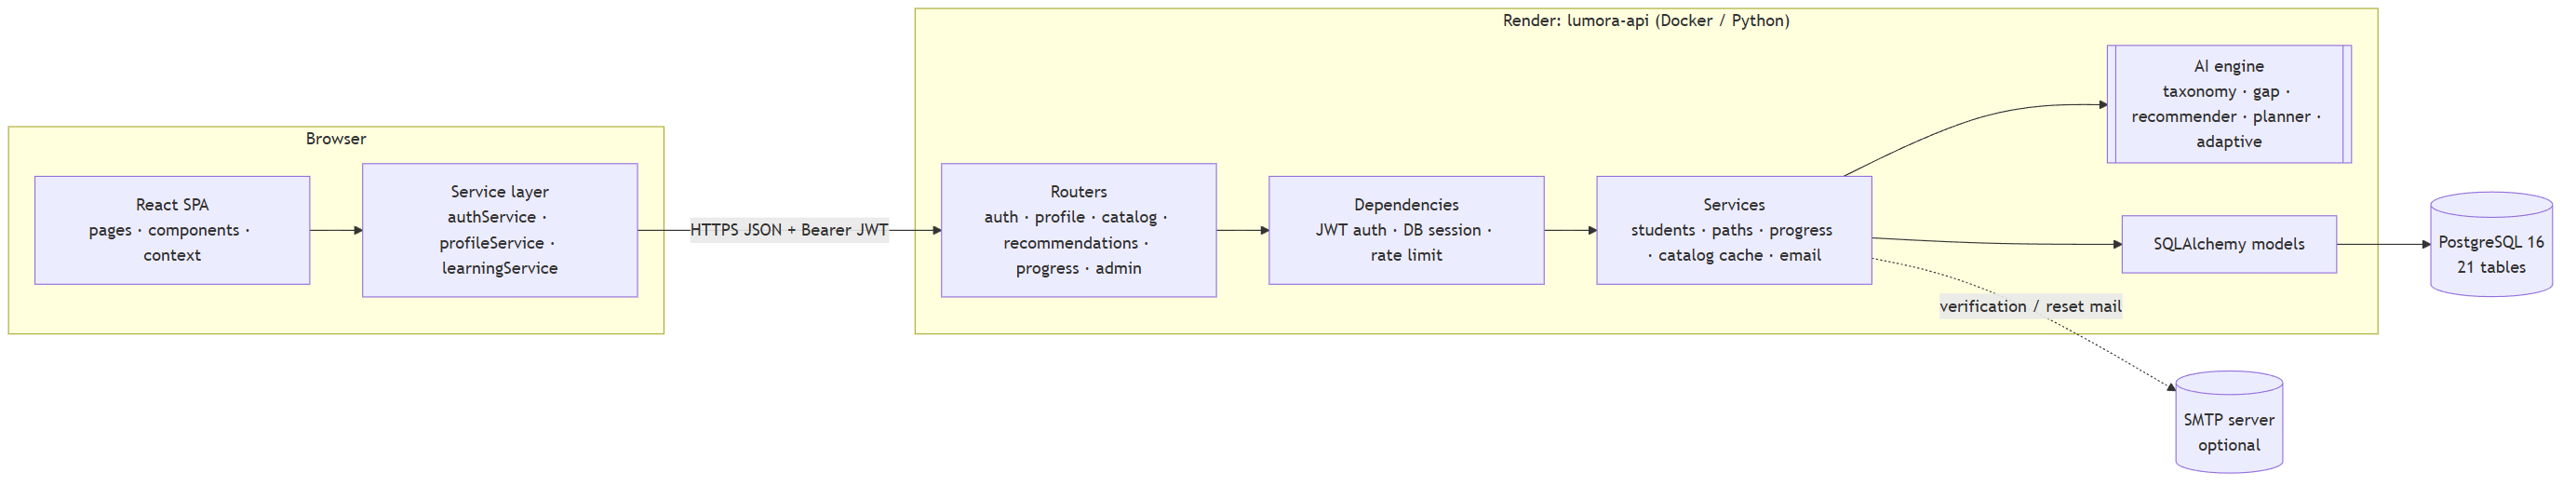 Render: lumora-api (Docker / Python)
Browser
React SPA
pages · components ·
context
Service layer
authService ·
profileService ·
learningService
HTTPS JSON + Bearer JWT
Routers
auth · profile · catalog ·
recommendations ·
progress · admin
Dependencies
JWT auth · DB session ·
rate limit
Services
students · paths · progress
· catalog cache · email
AI engine
taxonomy · gap ·
recommender · planner ·
adaptive
SQLAlchemy models
PostgreSQL 16
21 tables
verification / reset mail
SMTP server
optional